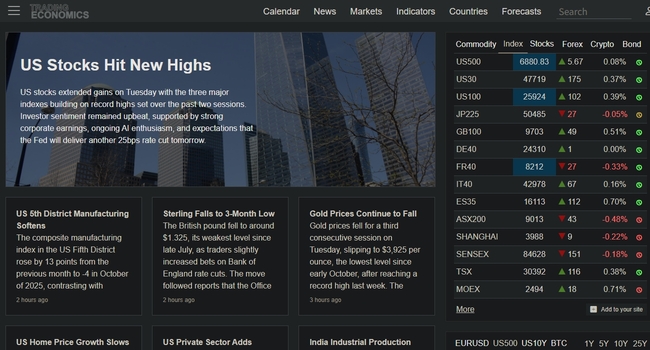 TRADING
ECONOMICS
Calendar News Markets Indicators Countries Forecasts Search
US Stocks Hit New Highs
US stocks extended gains on Tuesday with the three major
indexes building on record highs set over the past two sessions.
Investor sentiment remained upbeat, supported by strong
corporate earnings, ongoing AI enthusiasm, and expectations that
the Fed will deliver another 25bps rate cut tomorrow.
US 5th District Manufacturing
Softens
The composite manufacturing
index in the US Fifth District
rose by 13 points from the
previous month to -4 in October
of 2025, contrasting with
2 hours ago
Sterling Falls to 3-Month Low
The British pound fell to around
$1.325, its weakest level since
late July, as traders slightly
increased bets on Bank of
England rate cuts. The move
followed reports that the Office
2 hours ago
Gold Prices Continue to Fall
Gold prices fell for a third
consecutive session on
Tuesday, slipping to $3,925 per
ounce, the lowest level since
early October, after reaching a
record high last week. The
3 hours ago
US Home Price Growth Slows
US Private Sector Adds
India Industrial Production
Commodity Index Stocks Forex Crypto Bond
US500 6880.83 5.67 0.08%
US30 47719 175 0.37%
US100 25924 102 0.39%
JP225 50485 27 -0.05%
GB100 9703 49 0.51%
DE40 24310 1 0.00%
FR40 8212 27 -0.33%
IT40 42978 67 0.16%
ES35 16113 112 0.70%
ASX200 9013 43 -0.48%
SHANGHAI 3988 9 -0.22%
SENSEX 84628 151 -0.18%
TSX 30392 116 0.38%
MOEX 2494 18 0.71%
More Add to your site
EURUSD US500 US10Y BTC 1Y 5Y 10Y 25Y